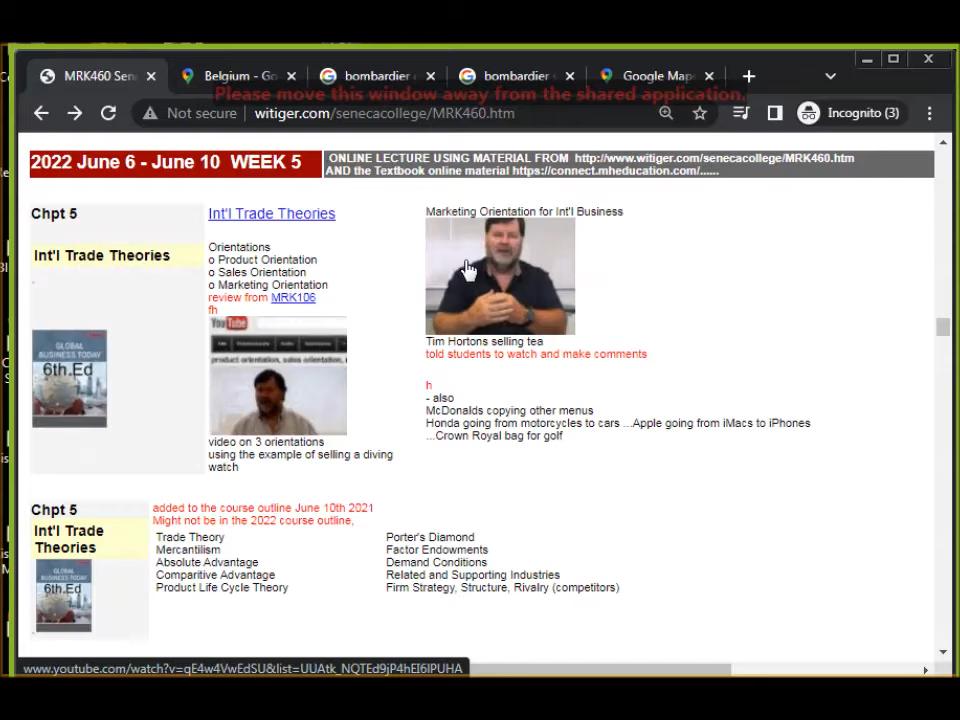 MRK460 Sen
Belgium - Go
bombardier
bombardier
Google Map
Please move this window away from the shared application.
Not secure
witiger.com/senecacollege/MRK460.htm
Incognito (3)
2022 June 6 - June 10 WEEK 5
ONLINE LECTURE USING MATERIAL FROM http://www.witiger.com/senecacollege/MRK460.htm
AND the Textbook online material https://connect.mheducation.com/......
Chpt 5
Int'l Trade Theories
Marketing Orientation for Int'l Business
Int'l Trade Theories
Orientations
o Product Orientation
o Sales Orientation
o Marketing Orientation
review from MRK106
fh
You Tube
product orientation, sales orientation,
GLOBAL
BUSINESS TODAY
6th.Ed
video on 3 orientations
using the example of selling a diving
watch
Tim Hortons selling tea
told students to watch and make comments
h
- also
McDonalds copying other menus
Honda going from motorcycles to cars ...Apple going from iMacs to iPhones
...Crown Royal bag for golf
Chpt 5
Int'l Trade
Theories
GLOBAL
BUSINESS TODAY
6th.Ed
added to the course outline June 10th 2021
Might not be in the 2022 course outline,
Trade Theory
Mercantilism
Absolute Advantage
Comparitive Advantage
Product Life Cycle Theory
Porter's Diamond
Factor Endowments
Demand Conditions
Related and Supporting Industries
Firm Strategy, Structure, Rivalry (competitors)
www.youtube.com/watch?v=qE4w4VwEdSU&list=UUAtk_NQTEd9jP4hEI6IPUHA